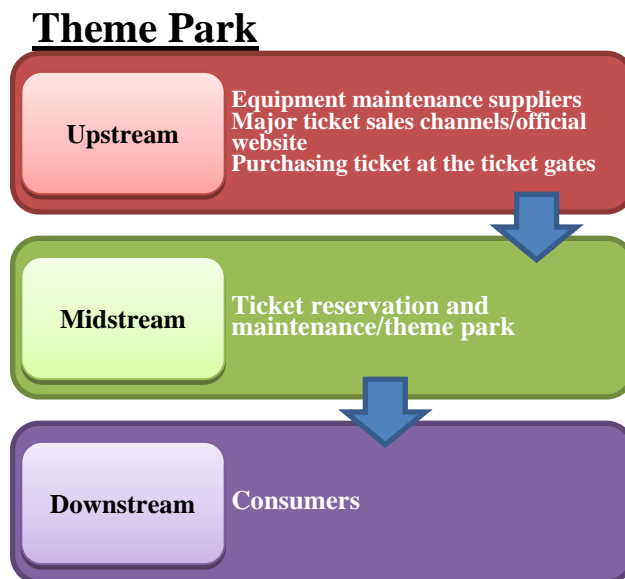 Theme Park
Upstream
Equipment maintenance suppliers
Major ticket sales channels/official
website
Purchasing ticket at the ticket gates
Midstream
Ticket reservation and
maintenance/theme park
Downstream
Consumers